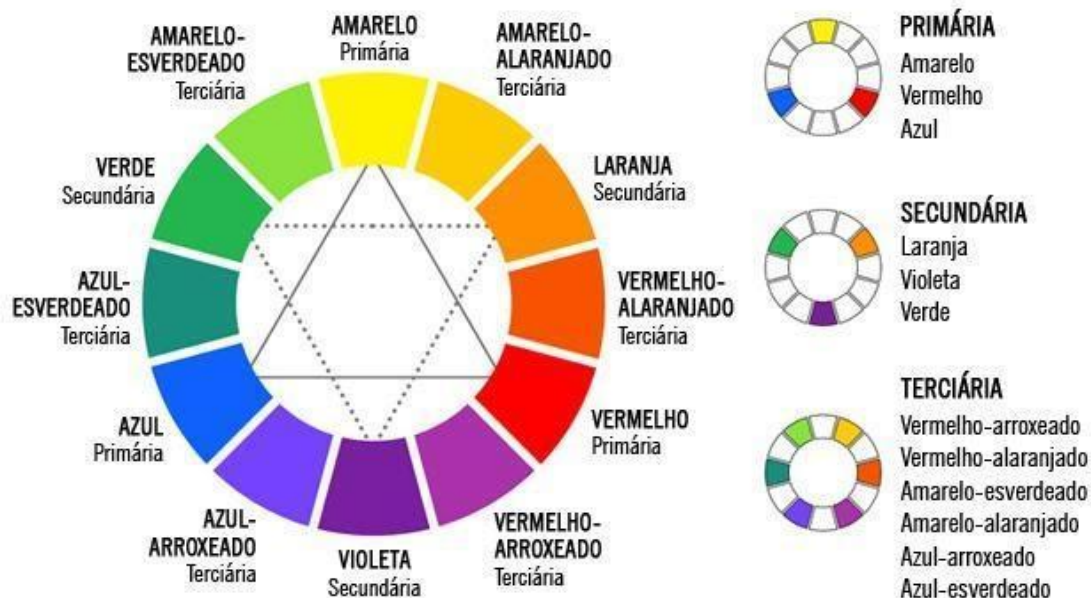 AMARELO
Primária
AMARELO-
ALARANJADO
Terciária
LARANJA
Secundária
VERMELHO-
ALARANJADO
Terciária
VERMELHO
Primária
VERMELHO-
ARROXEADO
Terciária
VIOLETA
Secundária
AZUL-
ARROXEADO
Terciária
AZUL
Primária
AZUL-
ESVERDEADO
Terciária
VERDE
Secundária
AMARELO-
ESVERDEADO
Terciária
PRIMÁRIA
Amarelo
Vermelho
Azul
SECUNDÁRIA
Laranja
Violeta
Verde
TERCIÁRIA
Vermelho-arroxeado
Vermelho-alaranjado
Amarelo-esverdeado
Amarelo-alaranjado
Azul-arroxeado
Azul-esverdeado